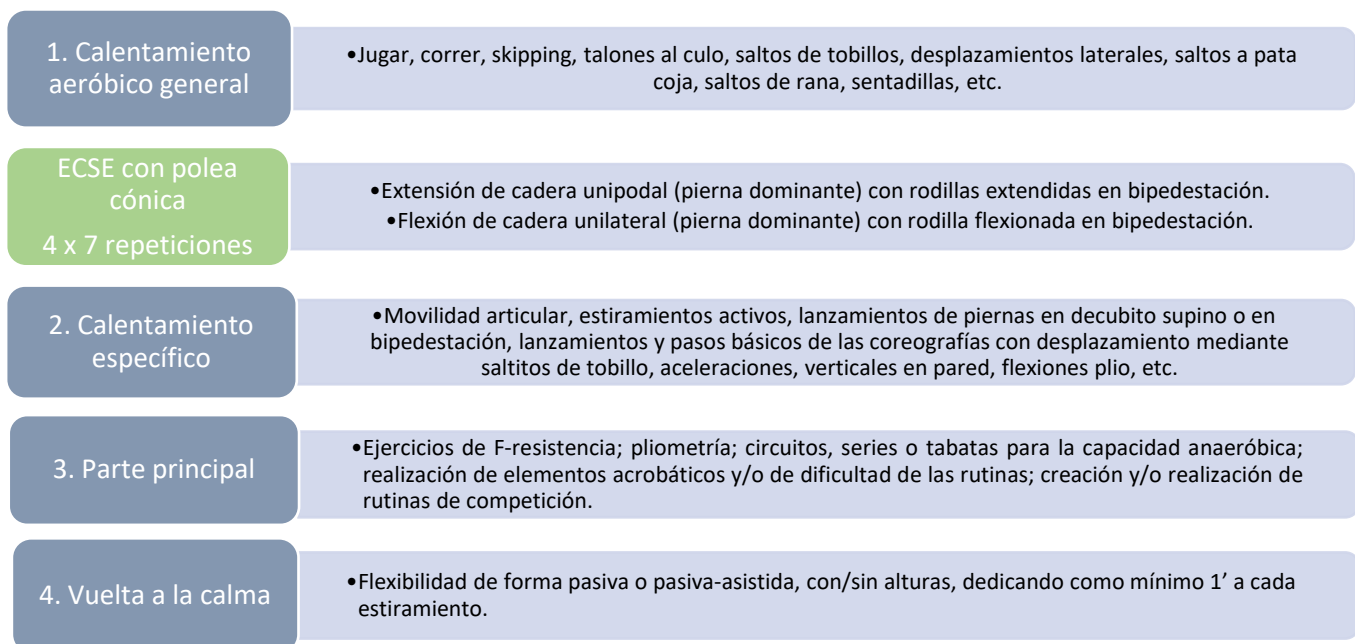 1. Calentamiento
aeróbico general
•Jugar, correr, skipping, talones al culo, saltos de tobillos, desplazamientos laterales, saltos a pata
coja, saltos de rana, sentadillas, etc.
ECSE con polea
cónica
4 x 7 repeticiones
•Extensión de cadera unipodal (pierna dominante) con rodillas extendidas en bipedestación.
•Flexión de cadera unilateral (pierna dominante) con rodilla flexionada en bipedestación.
2. Calentamiento
específico
•Movilidad articular, estiramientos activos, lanzamientos de piernas en decubito supino o en
bipedestación, lanzamientos y pasos básicos de las coreografías con desplazamiento mediante
saltitos de tobillo, aceleraciones, verticales en pared, flexiones plio, etc.
3. Parte principal
•Ejercicios de F-resistencia; pliometría; circuitos, series o tabatas para la capacidad anaeróbica;
realización de elementos acrobáticos y/o de dificultad de las rutinas; creación y/o realización de
rutinas de competición.
4. Vuelta a la calma
•Flexibilidad de forma pasiva o pasiva-asistida, con/sin alturas, dedicando como mínimo 1’ a cada
estiramiento.